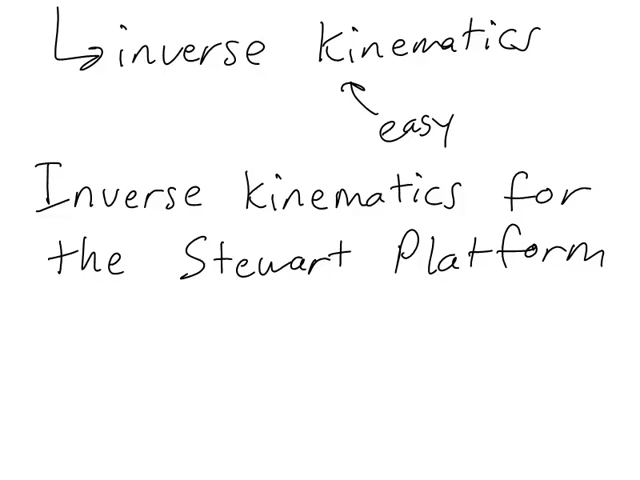 inverse kinematics
easy
Inverse kinematics for
the Stewart Platform